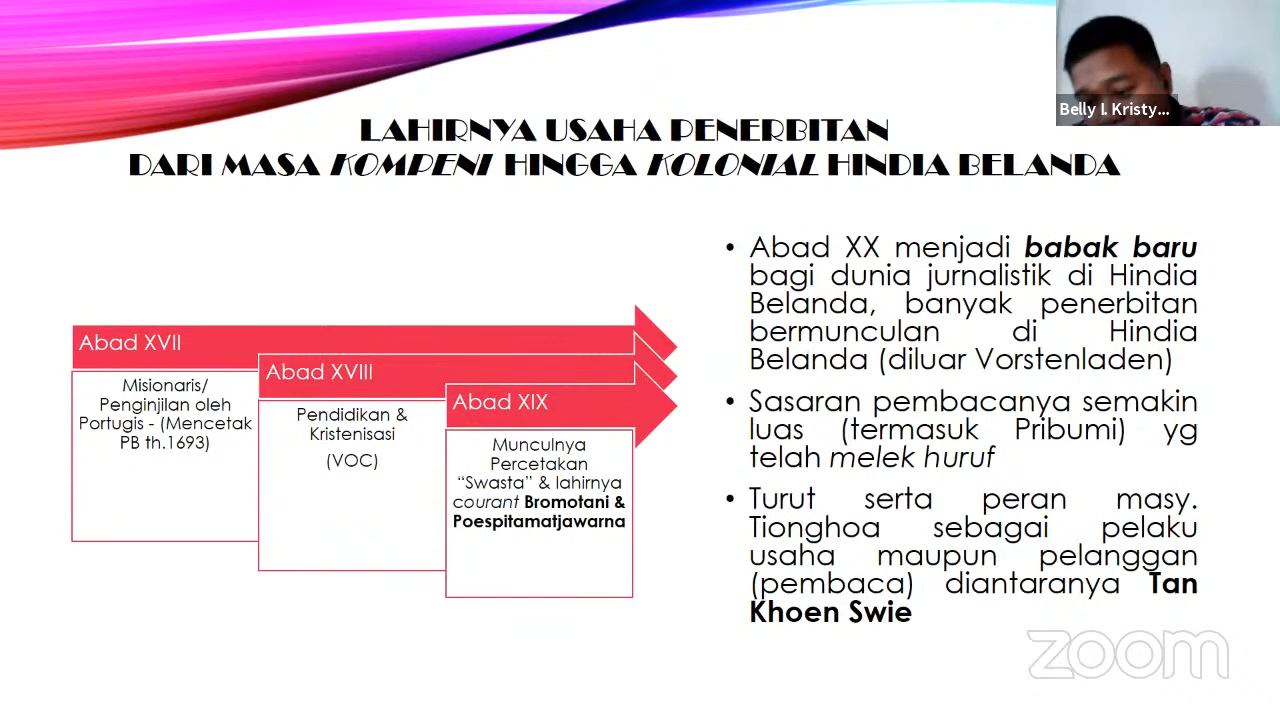 Belly I. Kristy...
LAHIRNYA USAHA PENERBITAN
DARI MASA KOMPENI HINGGA KOLONIAL HINDIA BELANDA
Abad XVII
Misionaris/
Penginjilan oleh
Portugis - (Mencetak
PB th.1693)
Abad XVIII
Pendidikan &
Kristenisasi
(VOC)
Abad XIX
Munculnya
Percetakan
“Swasta” & lahirnya
courant Bromotani &
Poespitamatjawarna
• Abad XX menjadi babak baru
bagi dunia jurnalistik di Hindia
Belanda, banyak penerbitan
bermunculan di Hindia
Belanda (diluar Vorstenladen)
• Sasaran pembacanya semakin
luas (termasuk Pribumi) yg
telah melek huruf
• Turut serta peran masy.
Tionghoa sebagai pelaku
usaha maupun pelanggan
(pembaca) diantaranya Tan
Khoen Swie
zoom